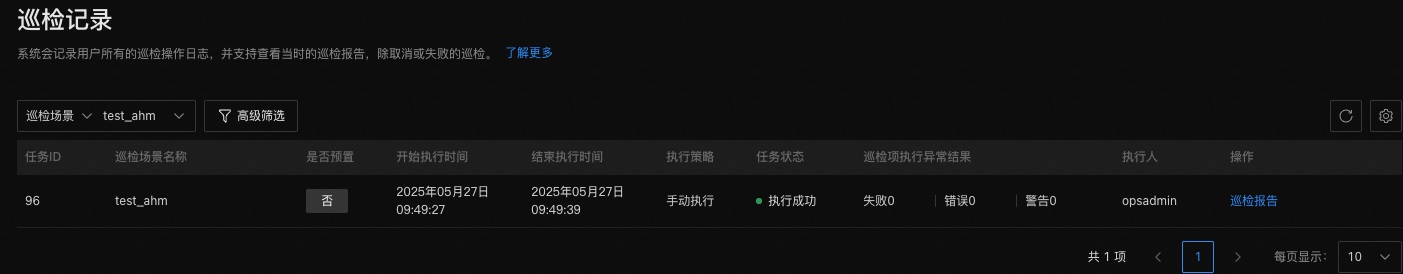 巡检记录
系统会记录用户所有的巡检操作日志，并支持查看当时的巡检报告，除取消或失败的巡检。 了解更多
巡检场景 test_ahm 高级筛选
任务ID 巡检场景名称 是否预置 开始执行时间 结束执行时间 执行策略 任务状态 巡检项执行异常结果 执行人 操作
96 test_ahm 否 2025年05月27日 09:49:27 2025年05月27日 09:49:39 手动执行 执行成功 失败0 错误0 警告0 opsadmin 巡检报告
共 1 项 1 每页显示： 10